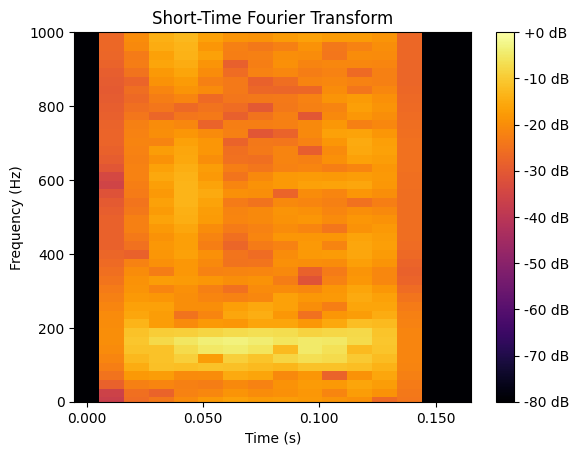 Short-Time Fourier Transform
1000
800
600
400
200
0
Frequency (Hz)
0.000
0.050
0.100
0.150
Time (s)
+0 dB
-10 dB
-20 dB
-30 dB
-40 dB
-50 dB
-60 dB
-70 dB
-80 dB